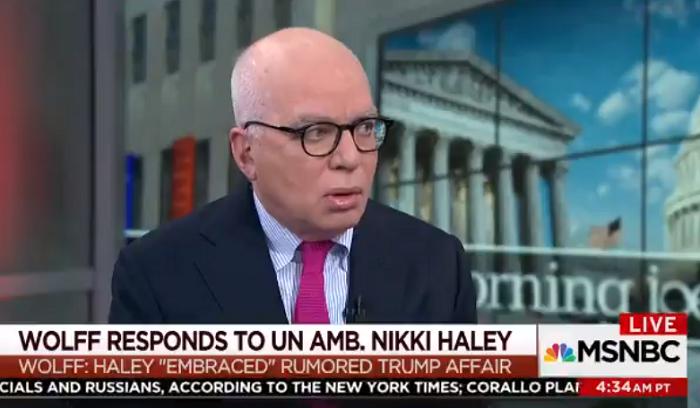 orning joe
WOLFF RESPONDS TO UN AMB. NIKKI HALEY
WOLFF: HALEY "EMBRACED" RUMORED TRUMP AFFAIR
LIVE
MSNBC
CIALS AND RUSSIANS, ACCORDING TO THE NEW YORK TIMES; CORALLO PLA
4:34 AM PT